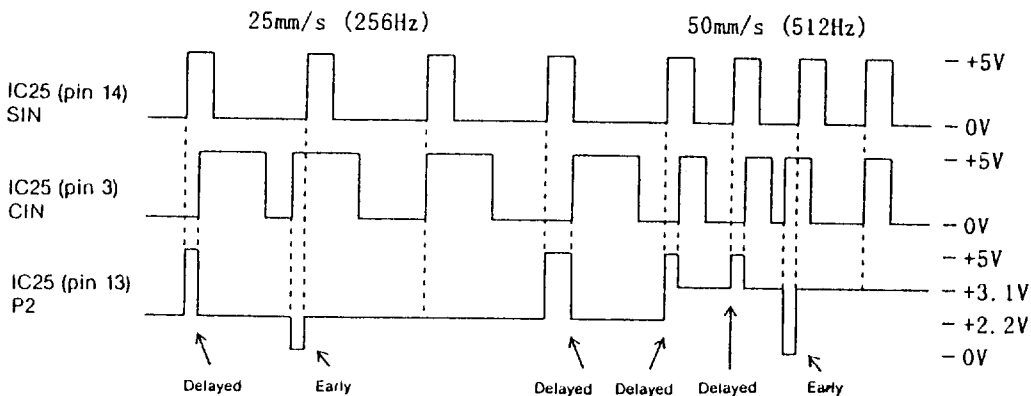 25mm/s (256Hz) 50mm/s (512Hz)
IC25 (pin 14)
SIN
- +5V
- 0V
IC25 (pin 3)
CIN
- +5V
- 0V
IC25 (pin 13)
P2
- +5V
- +3.1V
- +2.2V
- 0V
Delayed Early Delayed Delayed Delayed Early